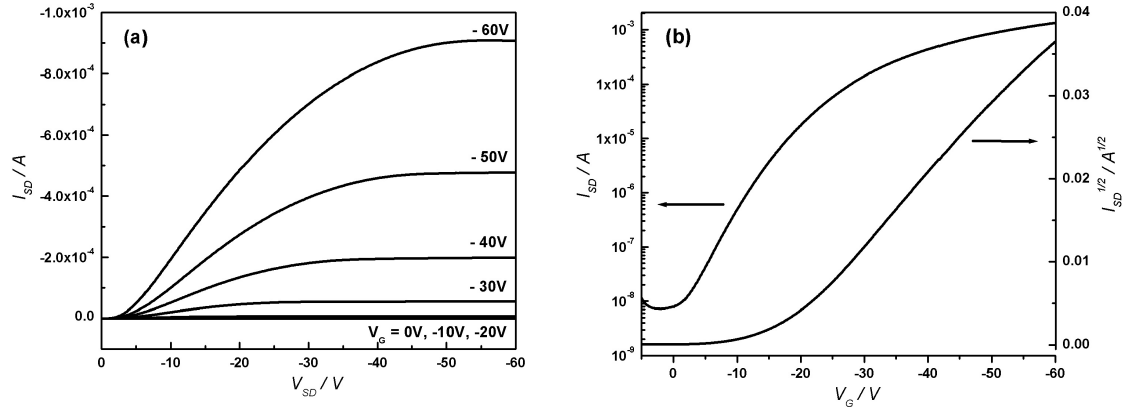 (a)
-1.0x10⁻³
-8.0x10⁻⁴
-6.0x10⁻⁴
-4.0x10⁻⁴
-2.0x10⁻⁴
0.0
I_SD / A
- 60V
- 50V
- 40V
- 30V
V_G = 0V, -10V, -20V
0 -10 -20 -30 -40 -50 -60
V_SD / V
(b)
10⁻³
1x10⁻⁴
1x10⁻⁵
10⁻⁶
10⁻⁷
10⁻⁸
10⁻⁹
I_SD / A
0.04
0.03
0.02
0.01
0.00
I_SD^1/2 / A^1/2
0 -10 -20 -30 -40 -50 -60
V_G / V